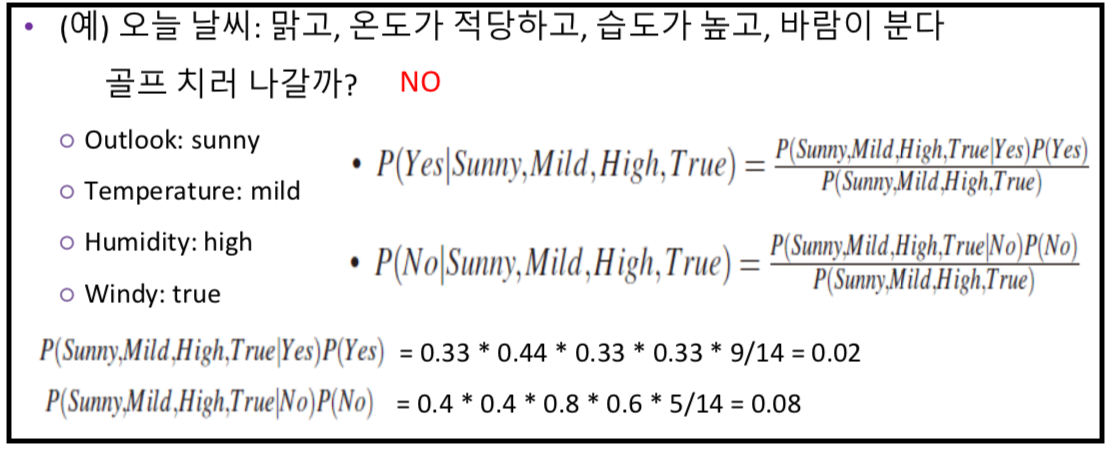 • (예) 오늘 날씨: 맑고, 온도가 적당하고, 습도가 높고, 바람이 분다
골프 치러 나갈까? NO
○ Outlook: sunny
○ Temperature: mild
○ Humidity: high
○ Windy: true
• P(Yes|Sunny,Mild,High,True) = P(Sunny,Mild,High,True|Yes)P(Yes) / P(Sunny,Mild,High,True)
• P(No|Sunny,Mild,High,True) = P(Sunny,Mild,High,True|No)P(No) / P(Sunny,Mild,High,True)
P(Sunny,Mild,High,True|Yes)P(Yes) = 0.33 * 0.44 * 0.33 * 0.33 * 9/14 = 0.02
P(Sunny,Mild,High,True|No)P(No) = 0.4 * 0.4 * 0.8 * 0.6 * 5/14 = 0.08